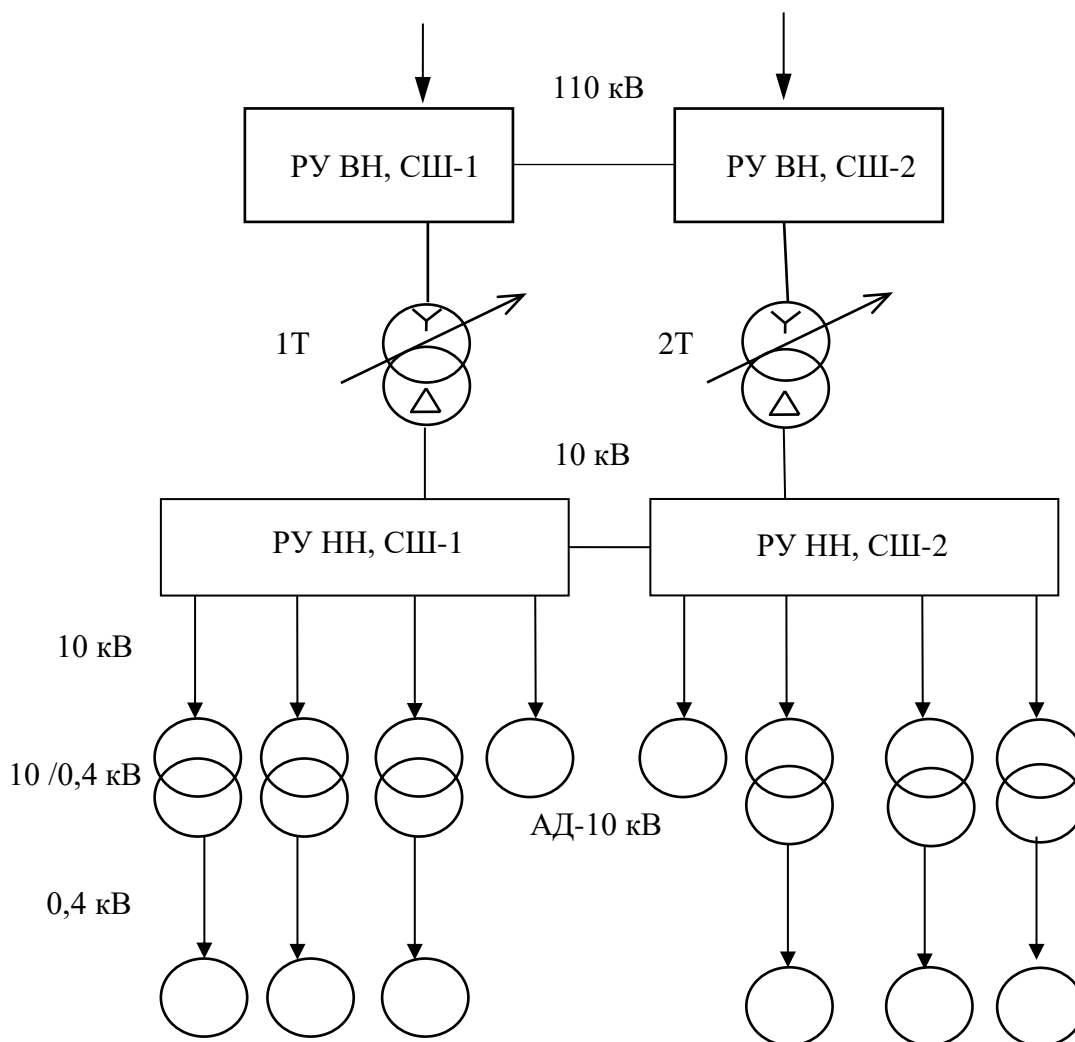 110 кВ
РУ ВН, СШ-1
РУ ВН, СШ-2
1Т
2Т
10 кВ
РУ НН, СШ-1
РУ НН, СШ-2
10 кВ
10 /0,4 кВ
АД-10 кВ
0,4 кВ